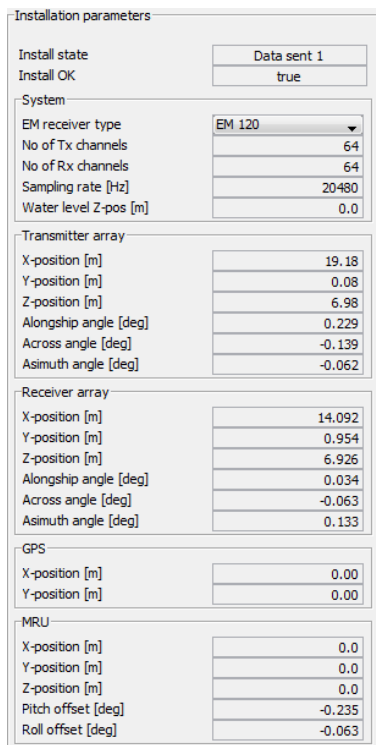 Installation parameters
Install state Data sent 1
Install OK true
System
EM receiver type EM 120
No of Tx channels 64
No of Rx channels 64
Sampling rate [Hz] 20480
Water level Z-pos [m] 0.0
Transmitter array
X-position [m] 19.18
Y-position [m] 0.08
Z-position [m] 6.98
Alongship angle [deg] 0.229
Across angle [deg] -0.139
Asimuth angle [deg] -0.062
Receiver array
X-position [m] 14.092
Y-position [m] 0.954
Z-position [m] 6.926
Alongship angle [deg] 0.034
Across angle [deg] -0.063
Asimuth angle [deg] 0.133
GPS
X-position [m] 0.00
Y-position [m] 0.00
MRU
X-position [m] 0.0
Y-position [m] 0.0
Z-position [m] 0.0
Pitch offset [deg] -0.235
Roll offset [deg] -0.063